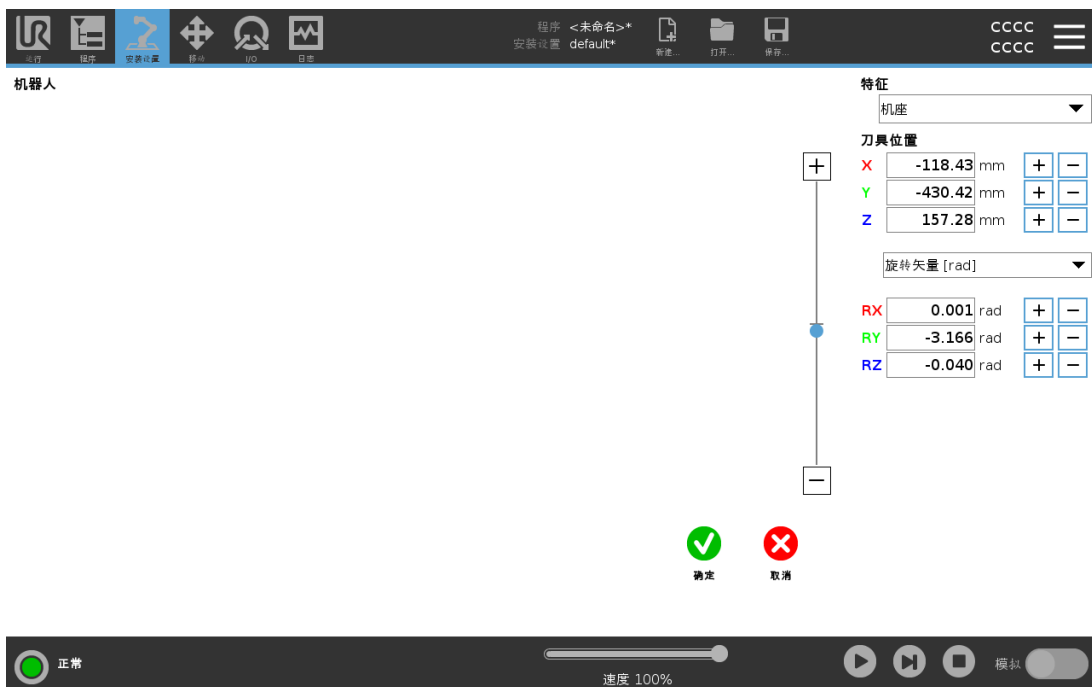 UR
运行
程序
安装设置
移动
I/O
日志
程序 <未命名>*
安装设置 default*
新建...
打开...
保存...
CCCC
CCCC
机器人
特征
机座
刀具位置
X -118.43 mm + −
Y -430.42 mm + −
Z 157.28 mm + −
旋转矢量 [rad]
RX 0.001 rad + −
RY -3.166 rad + −
RZ -0.040 rad + −
确定
取消
正常
速度 100%
模拟